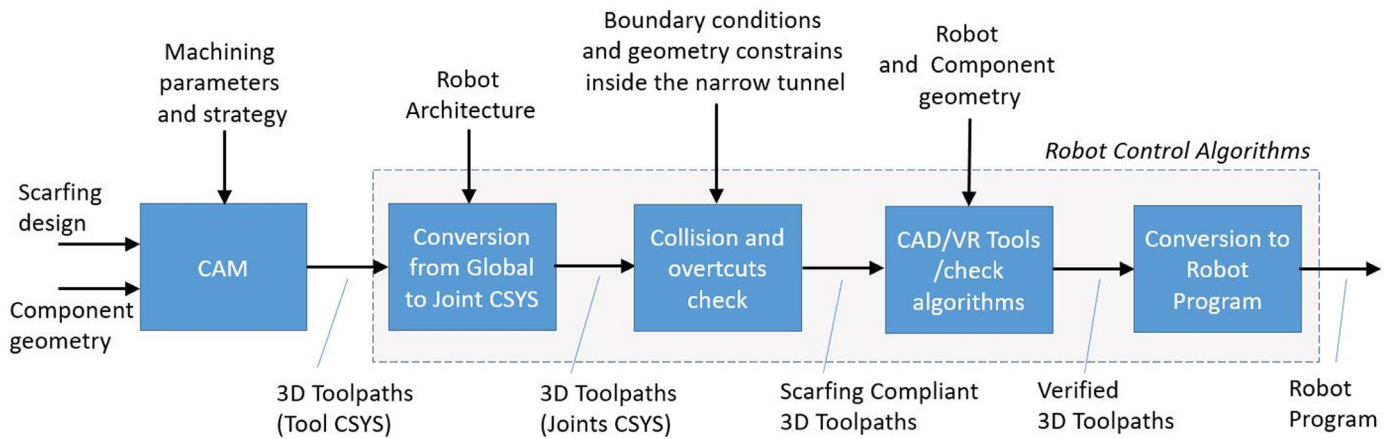 Machining
parameters
and strategy
Robot
Architecture
Boundary conditions
and geometry constrains
inside the narrow tunnel
Robot
and Component
geometry
Robot Control Algorithms
Scarfing
design
Component
geometry
CAM
Conversion
from Global
to Joint CSYS
Collision and
overtcuts
check
CAD/VR Tools
/check
algorithms
Conversion to
Robot
Program
3D Toolpaths
(Tool CSYS)
3D Toolpaths
(Joints CSYS)
Scarfing Compliant
3D Toolpaths
Verified
3D Toolpaths
Robot
Program